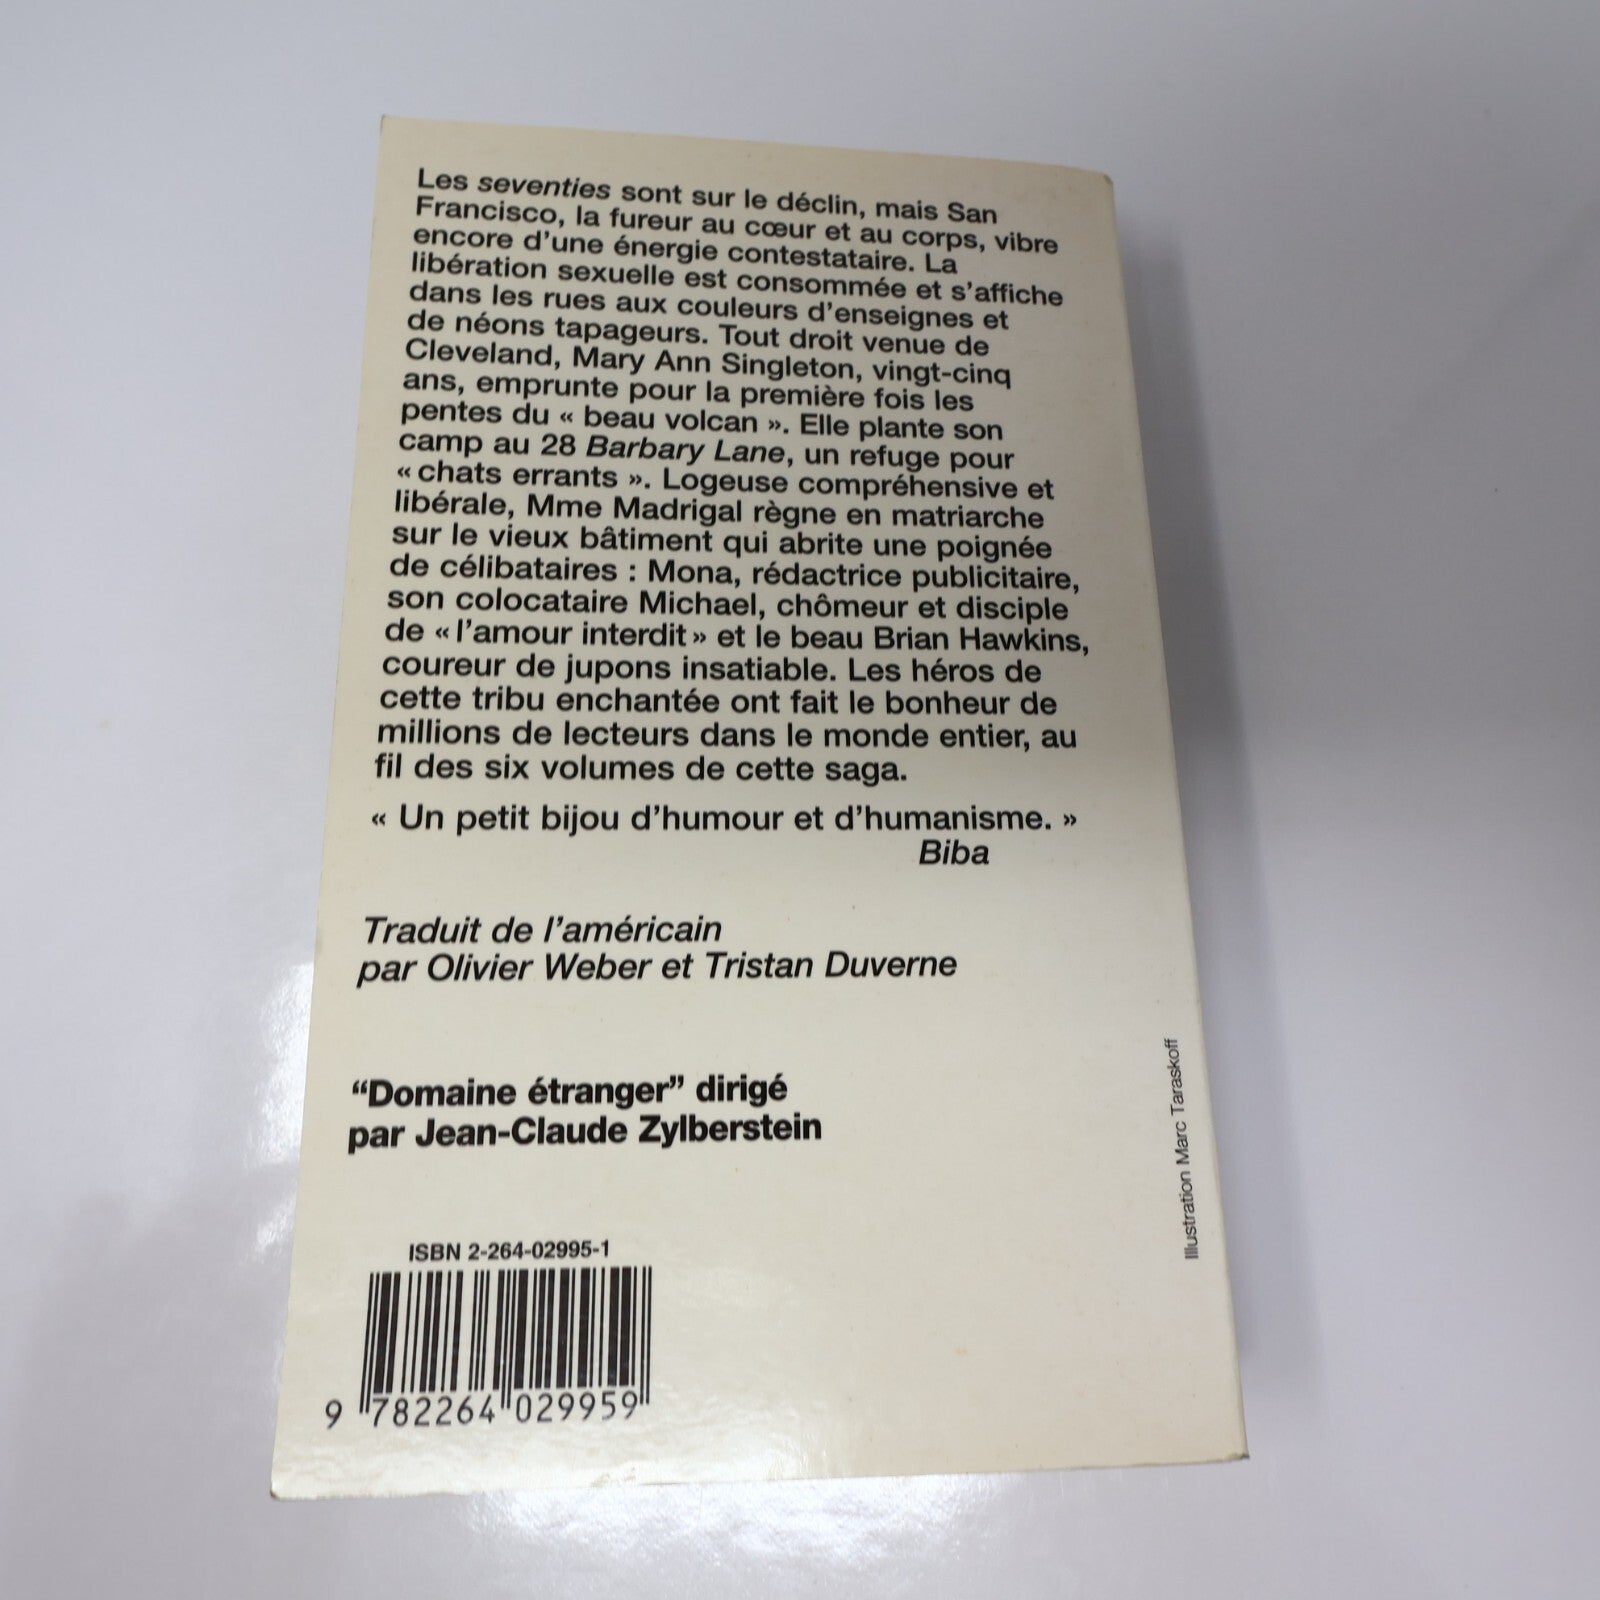 Les seventies sont sur le déclin, mais San
Francisco, la fureur au cœur et au corps, vibre
encore d'une énergie contestataire. La
libération sexuelle est consommée et s'affiche
dans les rues aux couleurs d'enseignes et
de néons tapageurs. Tout droit venue de
Cleveland, Mary Ann Singleton, vingt-cinq
ans, emprunte pour la première fois les
pentes du « beau volcan ». Elle plante son
camp au 28 Barbary Lane, un refuge pour
« chats errants ». Logeuse compréhensive et
libérale, Mme Madrigal règne en matriarche
sur le vieux bâtiment qui abrite une poignée
de célibataires : Mona, rédactrice publicitaire,
son colocataire Michael, chômeur et disciple
de « l'amour interdit » et le beau Brian Hawkins,
coureur de jupons insatiable. Les héros de
cette tribu enchantée ont fait le bonheur de
millions de lecteurs dans le monde entier, au
fil des six volumes de cette saga.
« Un petit bijou d'humour et d'humanisme. »
Biba
Traduit de l'américain
par Olivier Weber et Tristan Duverne
"Domaine étranger" dirigé
par Jean-Claude Zylberstein
Illustration Marc Taraskoff
ISBN 2-264-02995-1
9 782264 029959